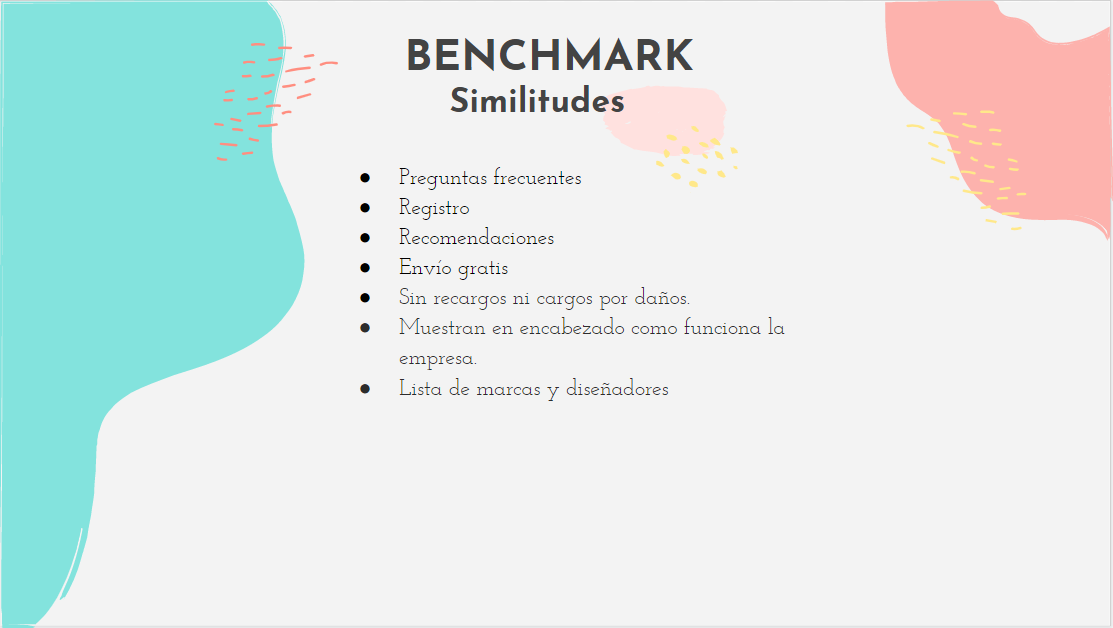 BENCHMARK
Similitudes
● Preguntas frecuentes
● Registro
● Recomendaciones
● Envío gratis
● Sin recargos ni cargos por daños.
● Muestran en encabezado como funciona la
empresa.
● Lista de marcas y diseñadores